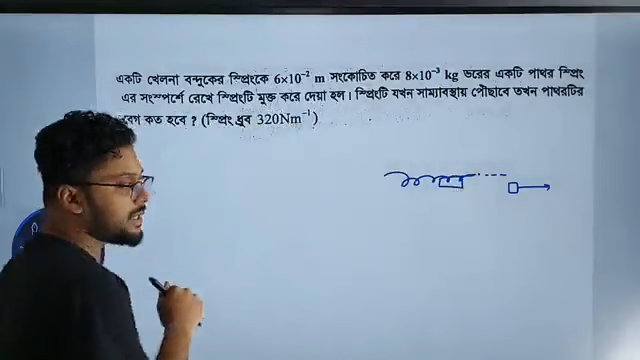 একটি খেলনা বন্দুকের স্প্রিংকে 6×10⁻² m সংকোচিত করে 8×10⁻³ kg ভরের একটি পাথর স্প্রিং
এর সংস্পর্শে রেখে স্প্রিংটি মুক্ত করে দেয়া হল। স্প্রিংটি যখন সাম্যাবস্থায় পৌছাবে তখন পাথরটির
কত হবে ? (স্প্রিং ধ্রুব 320Nm⁻¹)